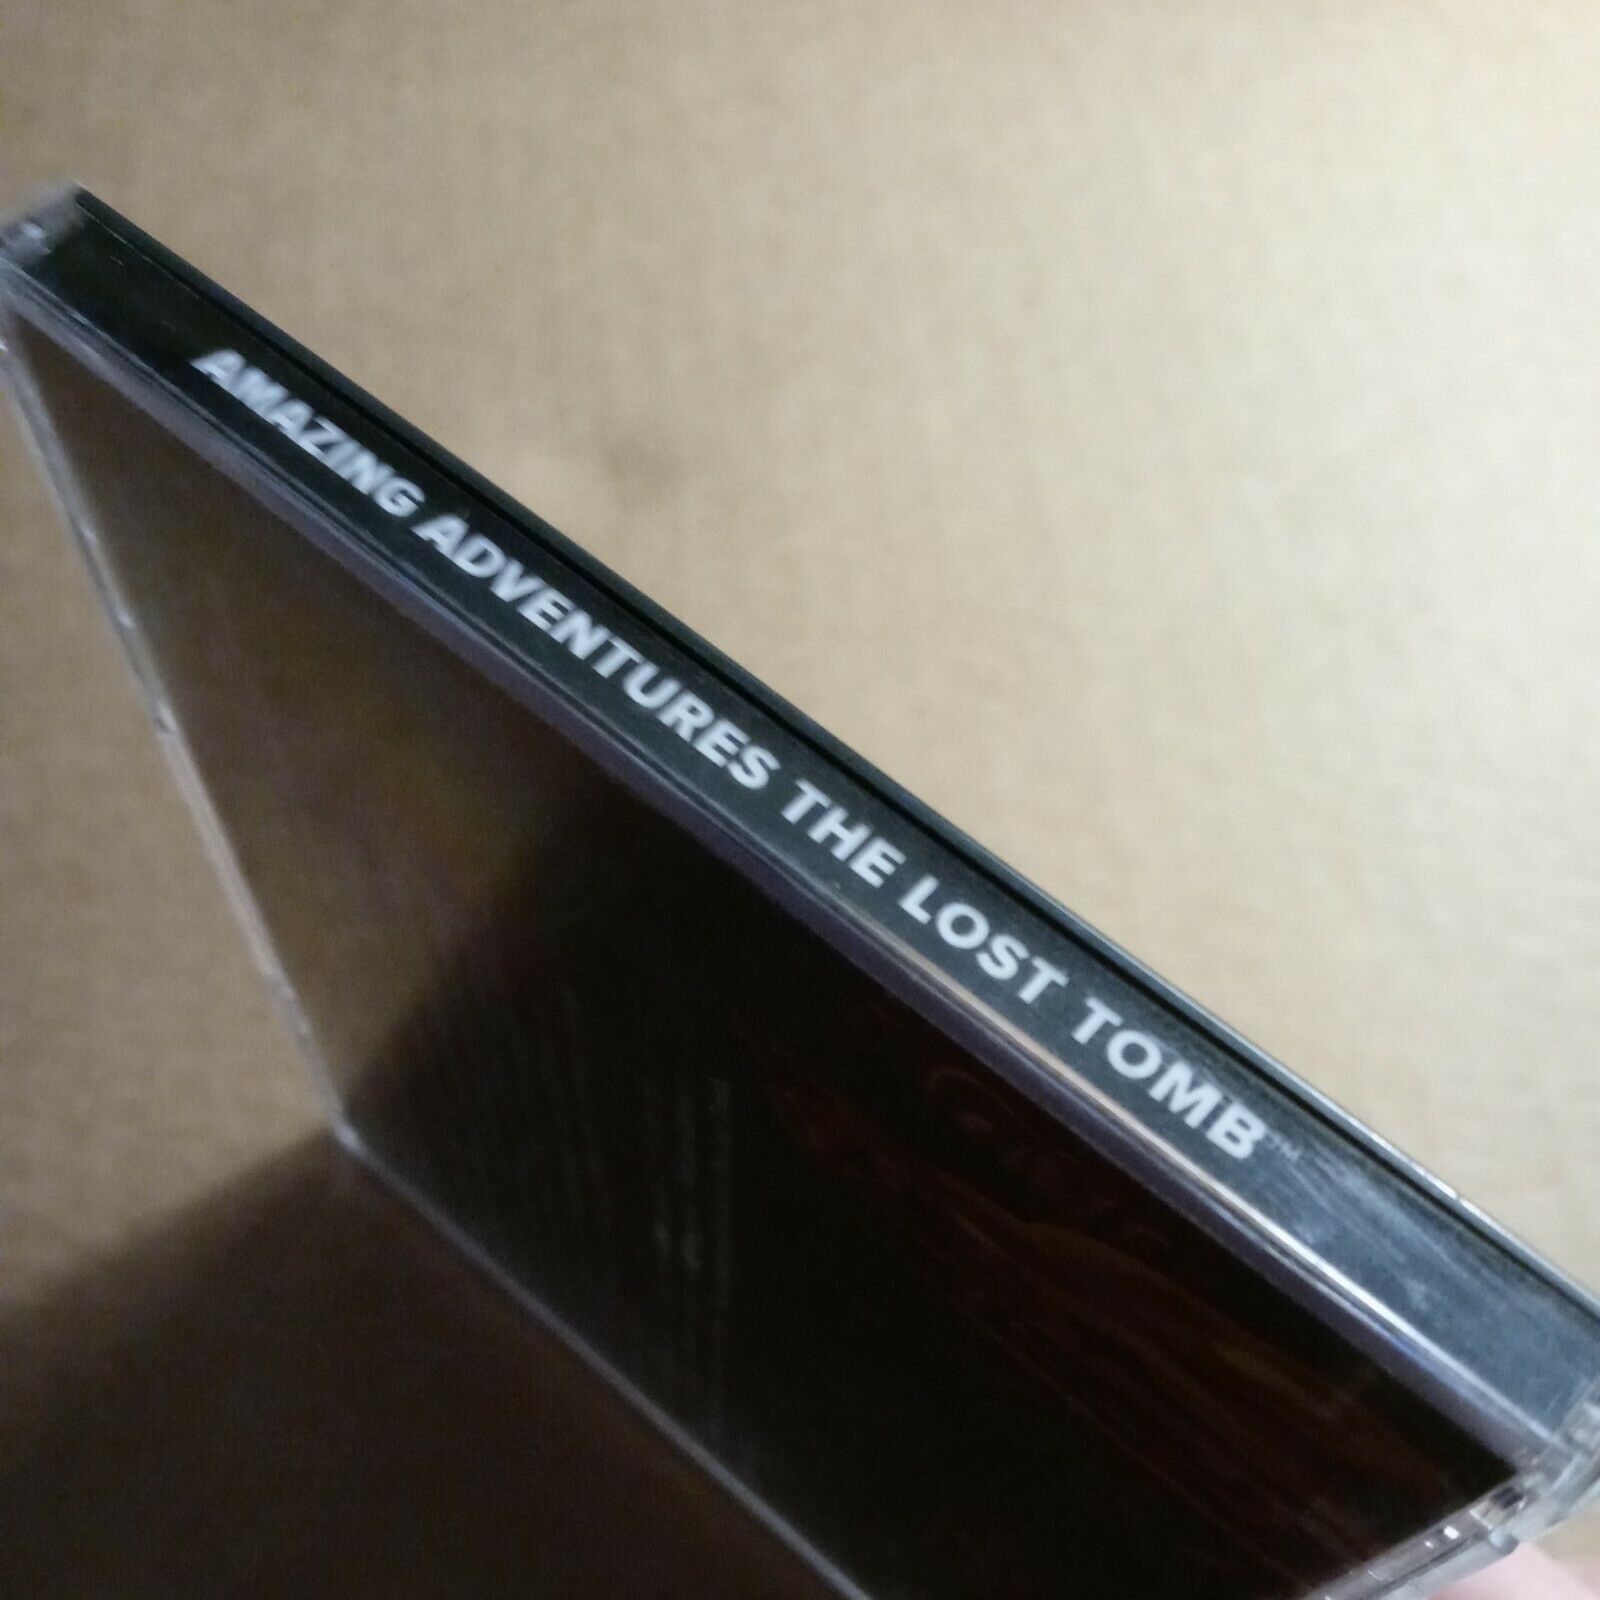 AMAZING ADVENTURES THE LOST TOMB™